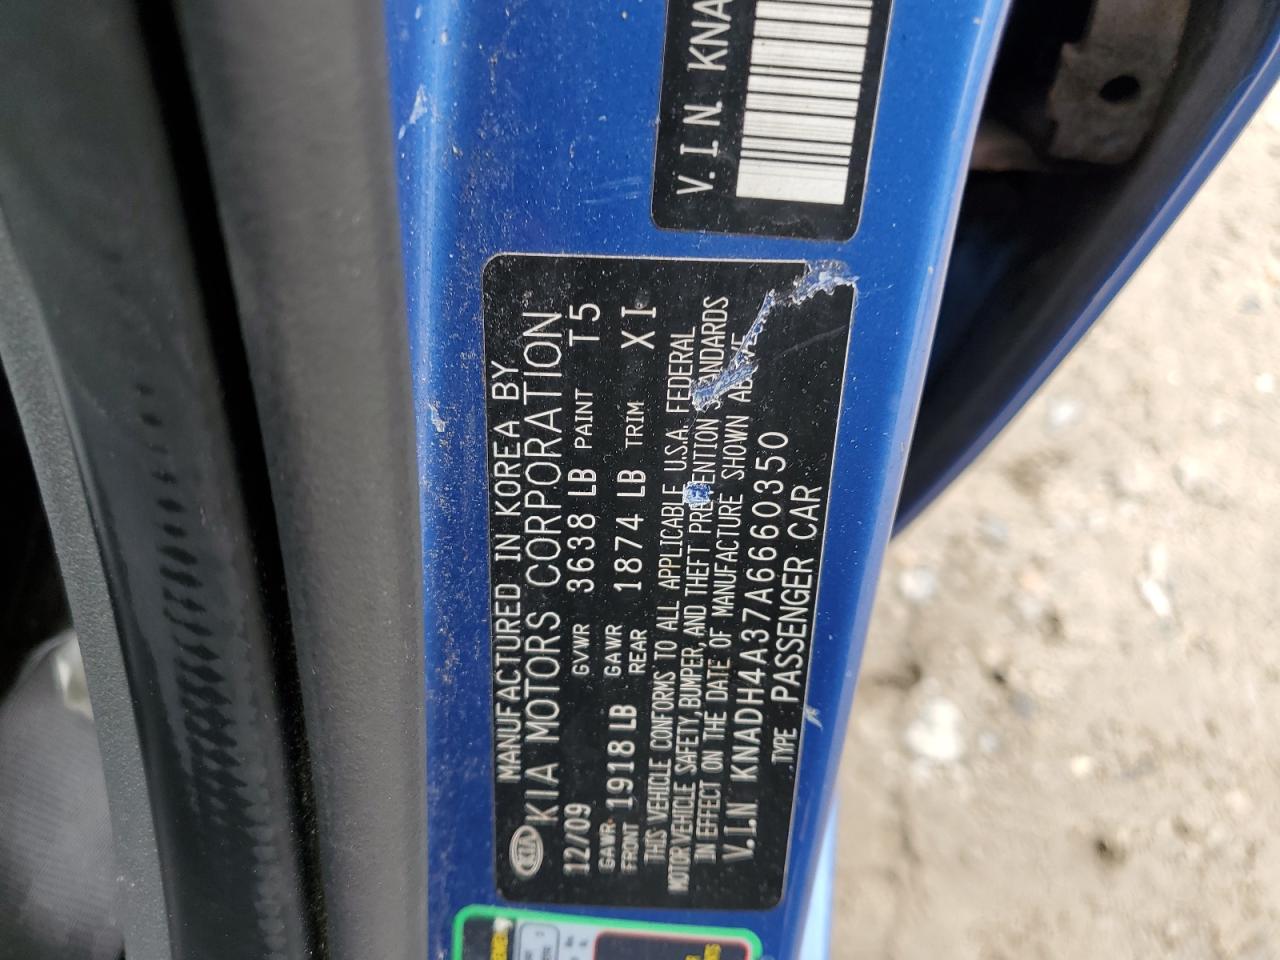 V.I.N. KNA
KIA
MANUFACTURED IN KOREA BY
KIA MOTORS CORPORATION
12/09 GVWR 3638 LB PAINT T5
GAWR FRONT 1918 LB GAWR REAR 1874 LB TRIM XI
THIS VEHICLE CONFORMS TO ALL APPLICABLE U.S.A. FEDERAL
MOTOR VEHICLE SAFETY, BUMPER, AND THEFT PREVENTION STANDARDS
IN EFFECT ON THE DATE OF MANUFACTURE SHOWN ABOVE
V.I.N. KNADH4A37A6660350
TYPE PASSENGER CAR